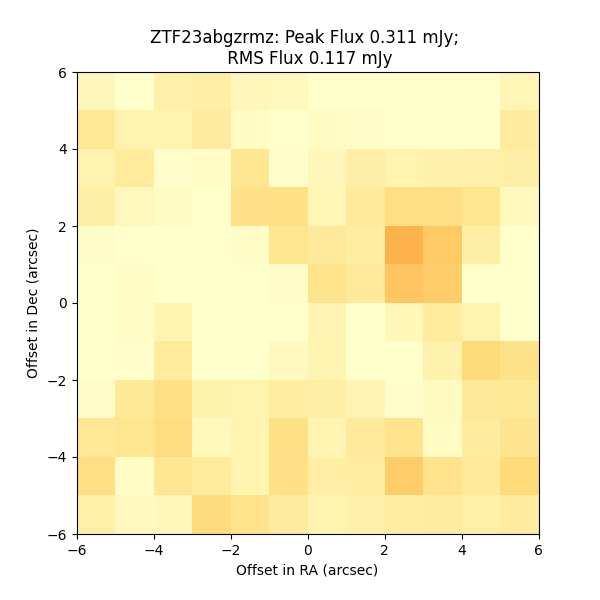 ZTF23abgzrmz: Peak Flux 0.311 mJy;
RMS Flux 0.117 mJy
6
4
2
0
−2
−4
−6
Offset in Dec (arcsec)
−6 −4 −2 0 2 4 6
Offset in RA (arcsec)